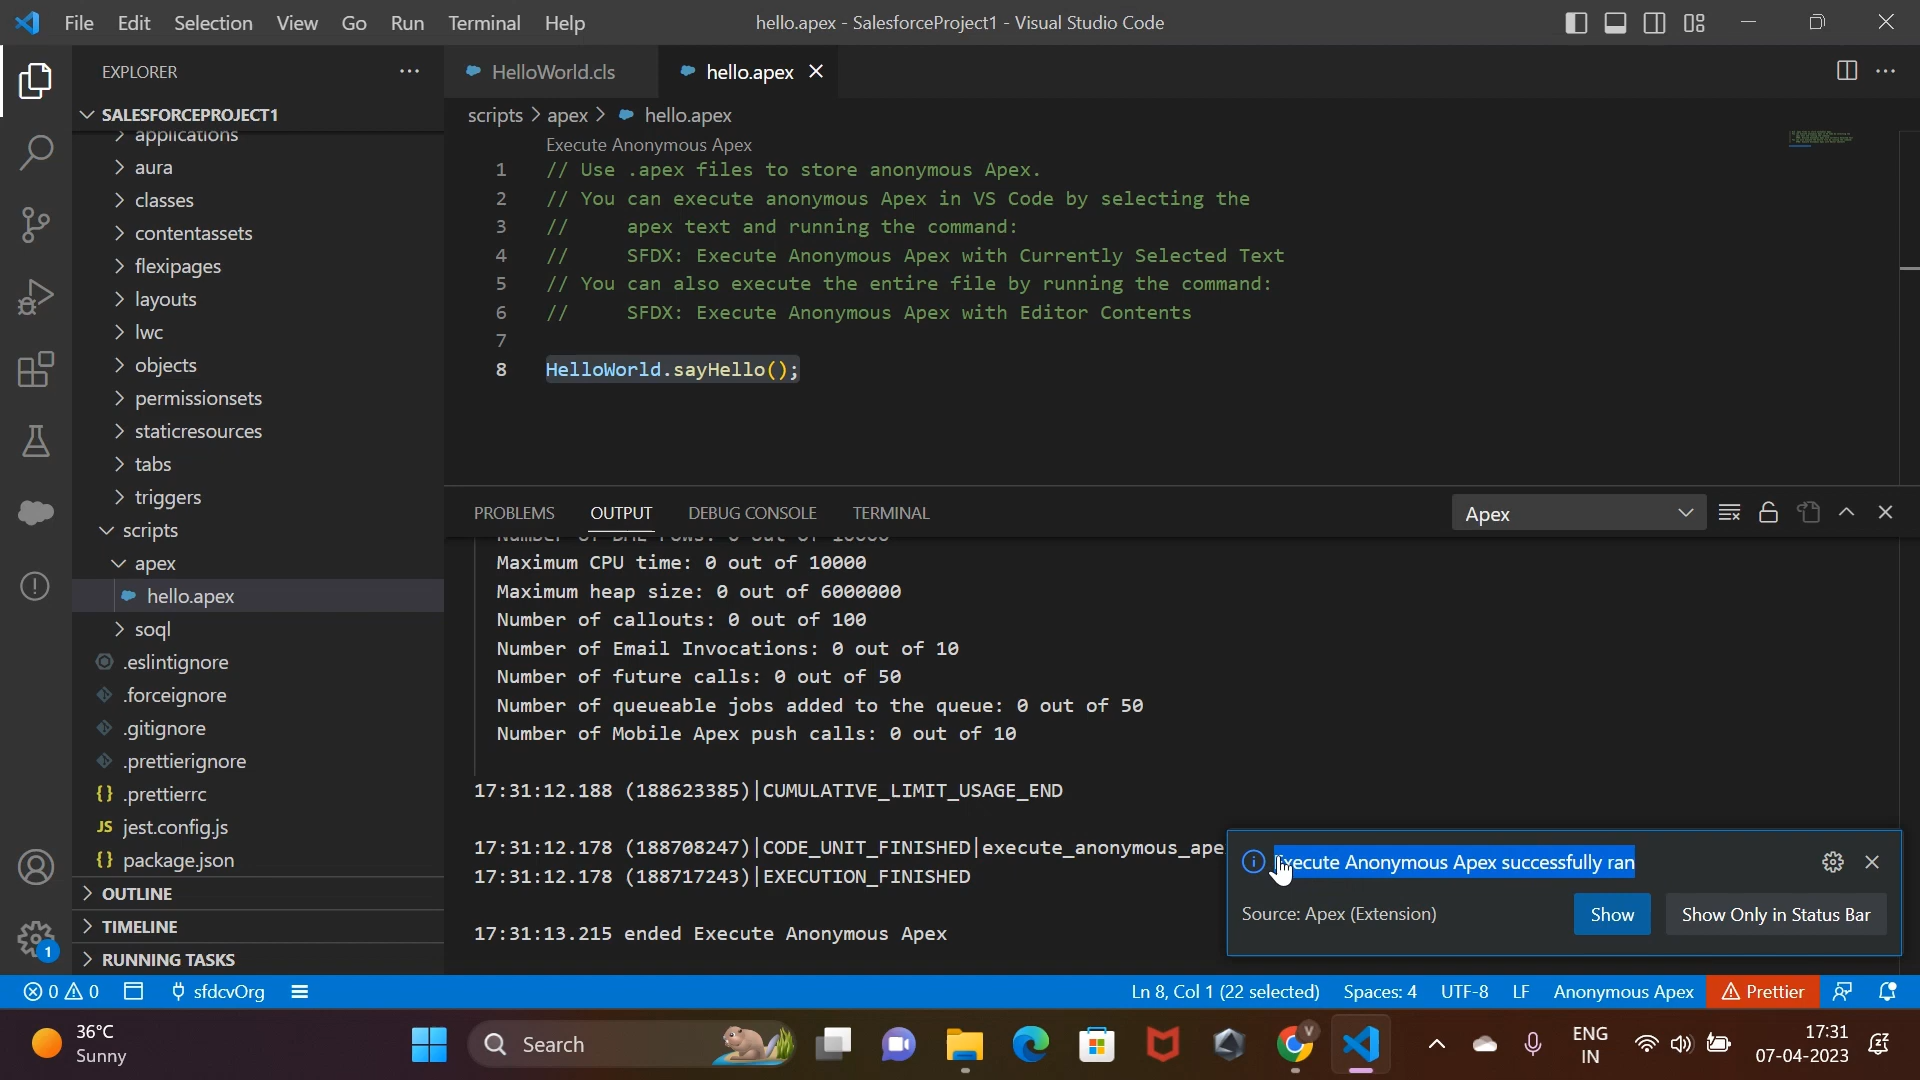 File Edit Selection View Go Run Terminal Help
hello.apex - SalesforceProject1 - Visual Studio Code
EXPLORER
SALESFORCEPROJECT1
applications
aura
classes
contentassets
flexipages
layouts
lwc
objects
permissionsets
staticresources
tabs
triggers
scripts
apex
hello.apex
soql
.eslintignore
.forceignore
.gitignore
.prettierignore
.prettierrc
JS jest.config.js
package.json
OUTLINE
TIMELINE
RUNNING TASKS
HelloWorld.cls
hello.apex
scripts > apex > hello.apex
Execute Anonymous Apex
1 // Use .apex files to store anonymous Apex.
2 // You can execute anonymous Apex in VS Code by selecting the
3 //     apex text and running the command:
4 //     SFDX: Execute Anonymous Apex with Currently Selected Text
5 // You can also execute the entire file by running the command:
6 //     SFDX: Execute Anonymous Apex with Editor Contents
7
8 HelloWorld.sayHello();
PROBLEMS OUTPUT DEBUG CONSOLE TERMINAL
Apex
Number of DML rows: 0 out of 10000
Maximum CPU time: 0 out of 10000
Maximum heap size: 0 out of 6000000
Number of callouts: 0 out of 100
Number of Email Invocations: 0 out of 10
Number of future calls: 0 out of 50
Number of queueable jobs added to the queue: 0 out of 50
Number of Mobile Apex push calls: 0 out of 10
17:31:12.188 (188623385)|CUMULATIVE_LIMIT_USAGE_END
17:31:12.178 (188708247)|CODE_UNIT_FINISHED|execute_anonymous_ape
17:31:12.178 (188717243)|EXECUTION_FINISHED
17:31:13.215 ended Execute Anonymous Apex
Execute Anonymous Apex successfully ran
Source: Apex (Extension)
Show
Show Only in Status Bar
1
0 0 sfdcvOrg
Ln 8, Col 1 (22 selected) Spaces: 4 UTF-8 LF Anonymous Apex Prettier
36°C
Sunny
Search
V
ENG
IN
17:31
07-04-2023